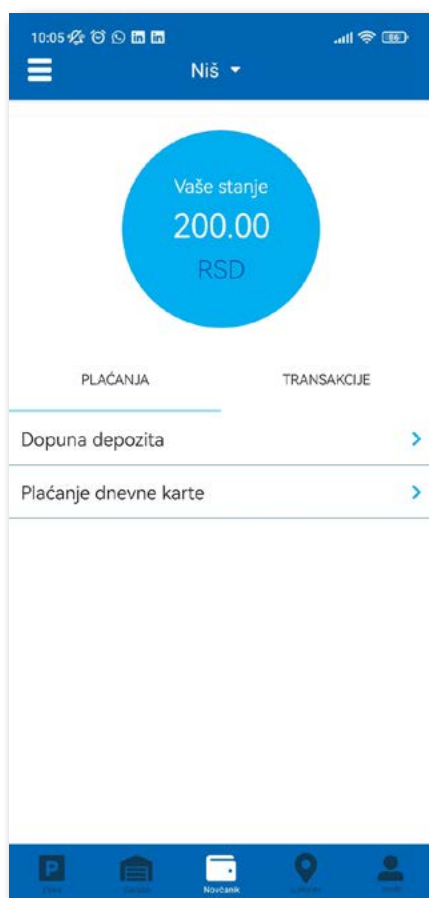 10:05
Niš
Vaše stanje
200.00
RSD
PLAĆANJA TRANSAKCIJE
Dopuna depozita
Plaćanje dnevne karte
Novčanik